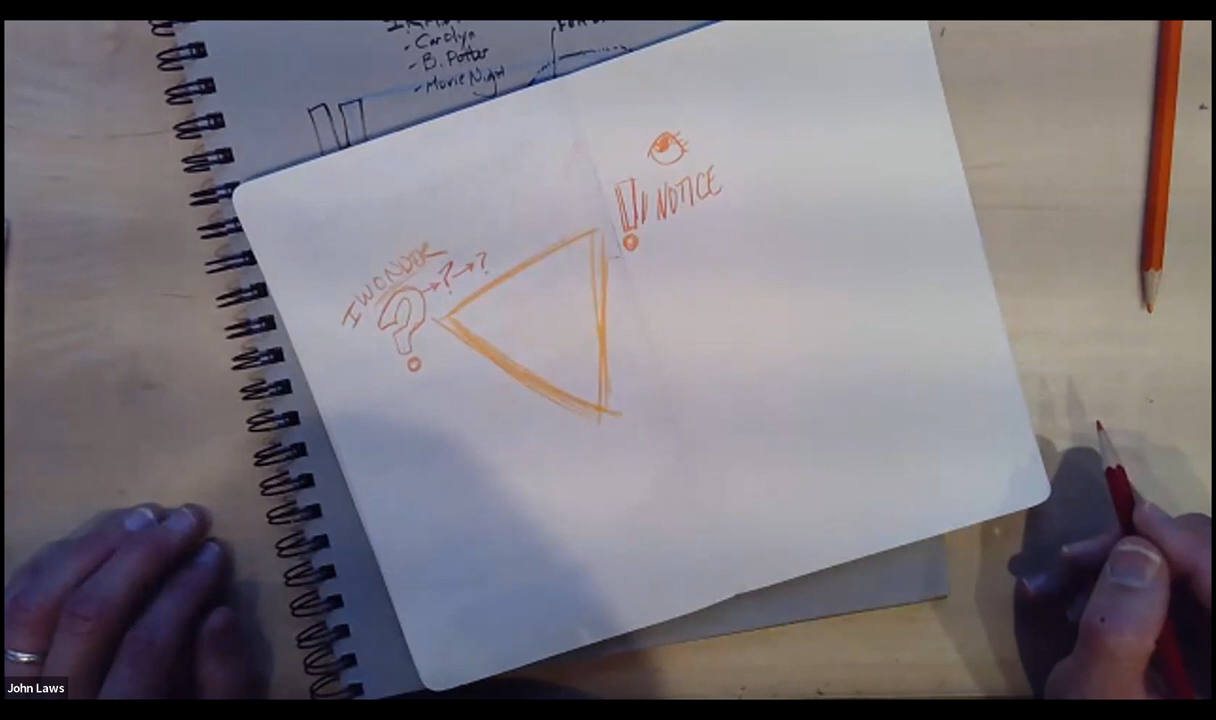 - Carolyn
- B. Potter
- Movie Night
! I NOTICE
I WONDER
? → ? → ?
John Laws